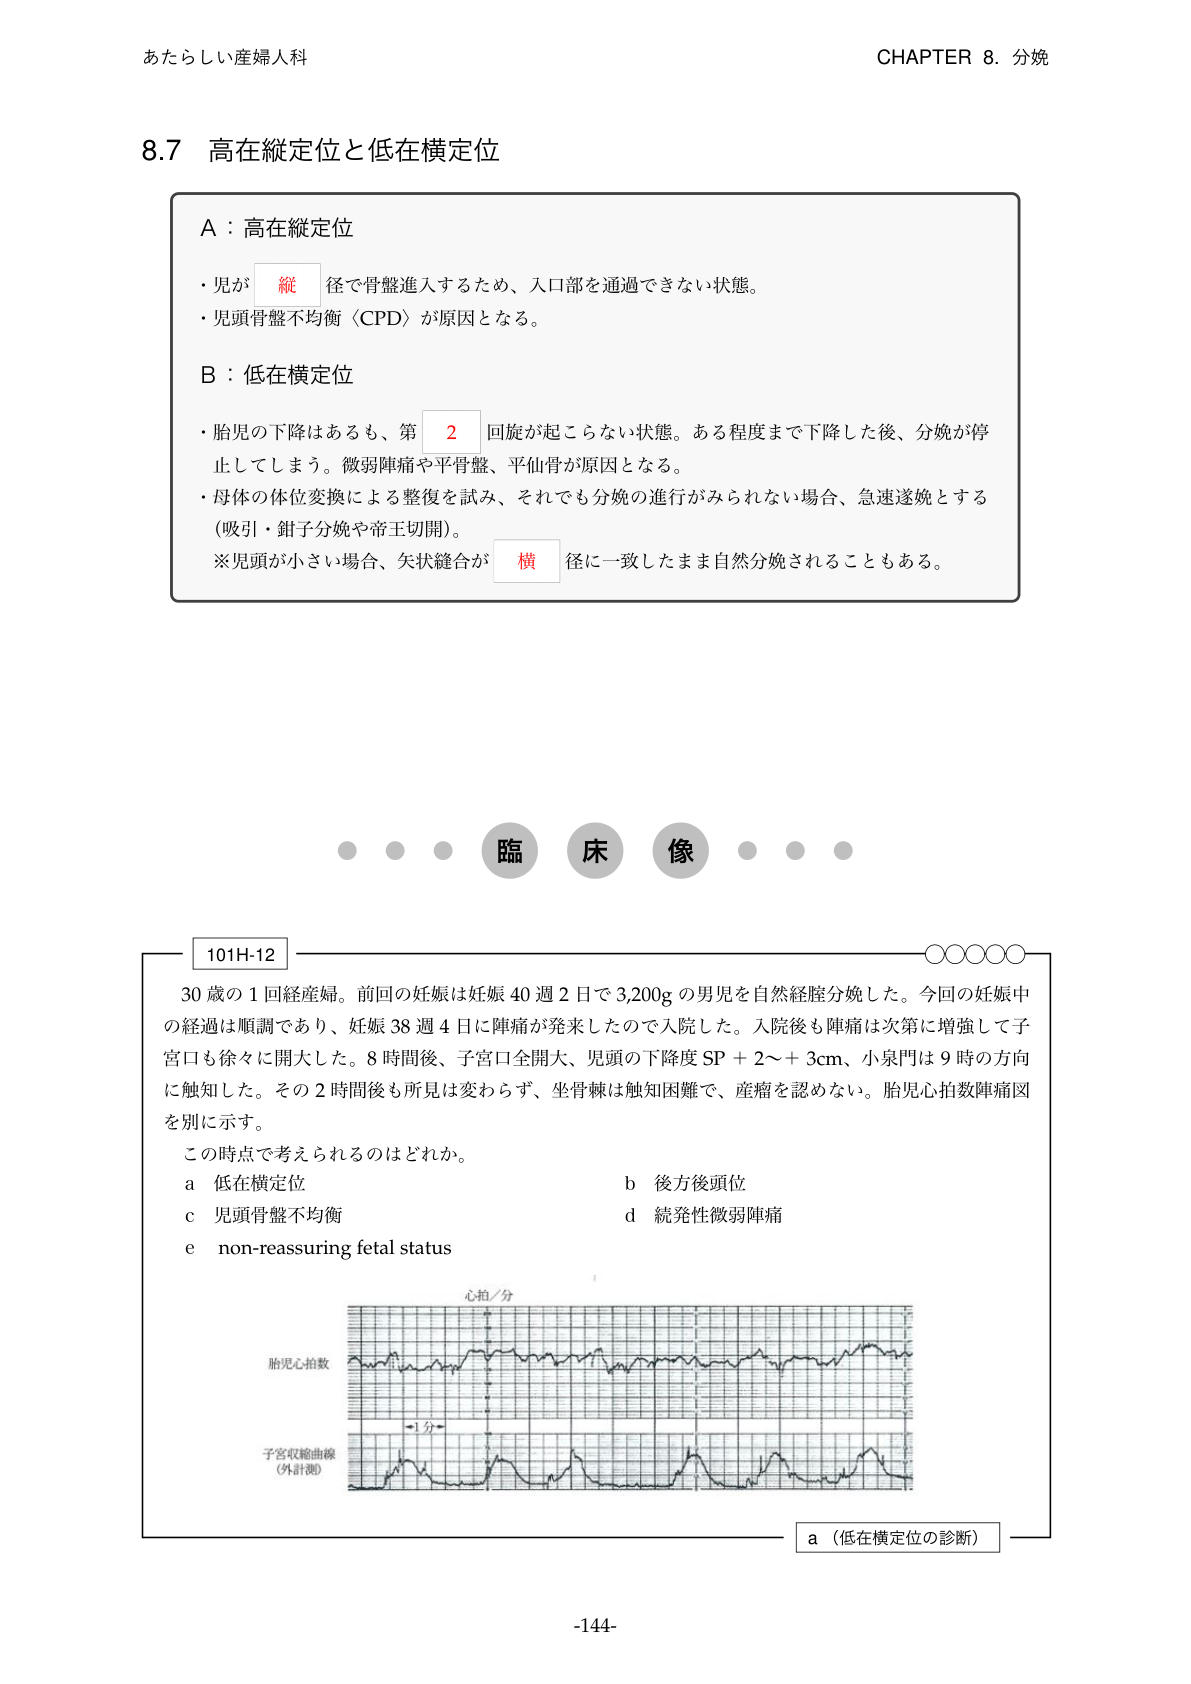 あたらしい産婦人科
CHAPTER 8. 分娩
8.7 高在縦定位と低在横定位
A：高在縦定位
・児が 縦 径で骨盤進入するため、入口部を通過できない状態。
・児頭骨盤不均衡〈CPD〉が原因となる。
B：低在横定位
・胎児の下降はあるも、第 2 回旋が起こらない状態。ある程度まで下降した後、分娩が停
止してしまう。微弱陣痛や平骨盤、平仙骨が原因となる。
・母体の体位変換による整復を試み、それでも分娩の進行がみられない場合、急速遂娩とする
（吸引・鉗子分娩や帝王切開）。
※児頭が小さい場合、矢状縫合が 横 径に一致したまま自然分娩されることもある。
臨床像
101H-12
30 歳の 1 回経産婦。前回の妊娠は妊娠 40 週 2 日で 3,200g の男児を自然経腟分娩した。今回の妊娠中
の経過は順調であり、妊娠 38 週 4 日に陣痛が発来したので入院した。入院後も陣痛は次第に増強して子
宮口も徐々に開大した。8 時間後、子宮口全開大、児頭の下降度 SP + 2〜+ 3cm、小泉門は 9 時の方向
に触知した。その 2 時間後も所見は変わらず、坐骨棘は触知困難で、産瘤を認めない。胎児心拍数陣痛図
を別に示す。
この時点で考えられるのはどれか。
a 低在横定位
b 後方後頭位
c 児頭骨盤不均衡
d 続発性微弱陣痛
e non-reassuring fetal status
心拍／分
胎児心拍数
1分
子宮収縮曲線
（外計測）
a （低在横定位の診断）
-144-